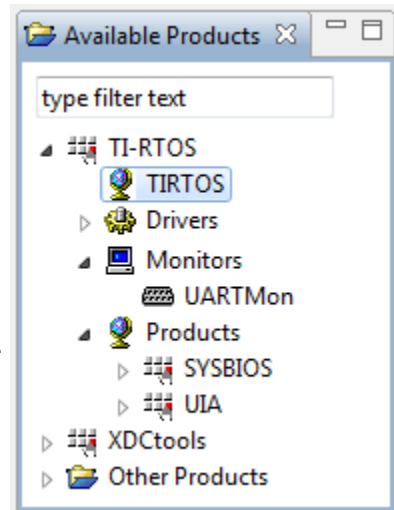 Available Products
type filter text
TI-RTOS
TIRTOS
Drivers
Monitors
UARTMon
Products
SYSBIOS
UIA
XDCtools
Other Products